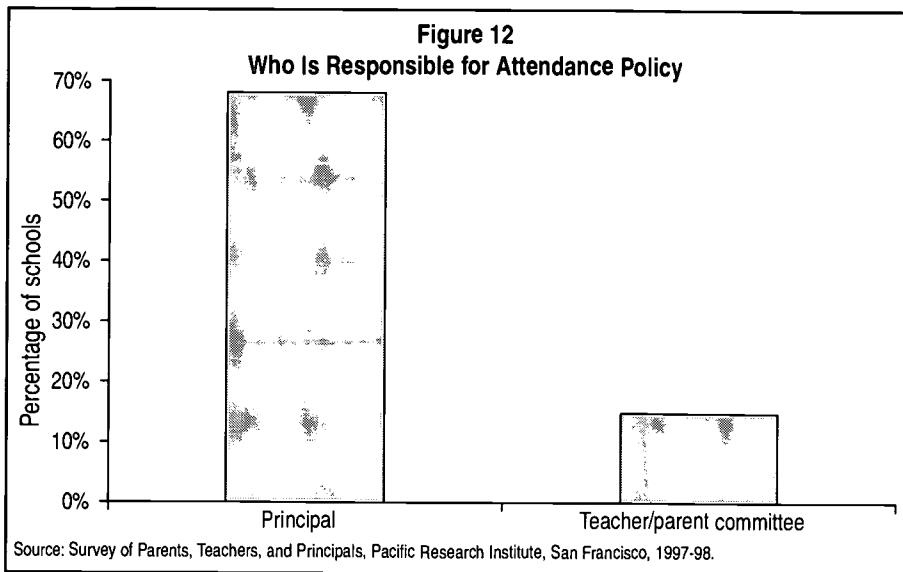 Figure 12
Who Is Responsible for Attendance Policy
Percentage of schools
70%
60%
50%
40%
30%
20%
10%
0%
Principal
Teacher/parent committee
Source: Survey of Parents, Teachers, and Principals, Pacific Research Institute, San Francisco, 1997-98.